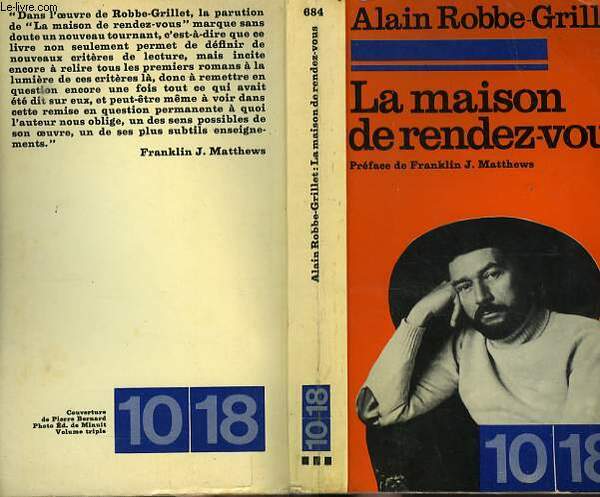 www.leLivre.com
"Dans l'œuvre de Robbe-Grillet, la parution
de "La maison de rendez-vous" marque sans
doute un nouveau tournant, c'est-à-dire que ce
livre non seulement permet de définir de
nouveaux critères de lecture, mais incite
encore à relire tous les premiers romans à la
lumière de ces critères là, donc à remettre en
question encore une fois tout ce qui avait
été dit sur eux, et peut-être même à voir dans
cette remise en question permanente à quoi
l'auteur nous oblige, un des sens possibles de
son œuvre, un de ses plus subtils enseigne-
ments."
Franklin J. Matthews
Couverture
de Pierre Bernard
Photo Éd. de Minuit
Volume triple
10|18
684
Alain Robbe-Grillet : La maison de rendez-vous
10|18
Alain Robbe-Grill
La maison
de rendez-vou
Préface de Franklin J. Matthews
10|18